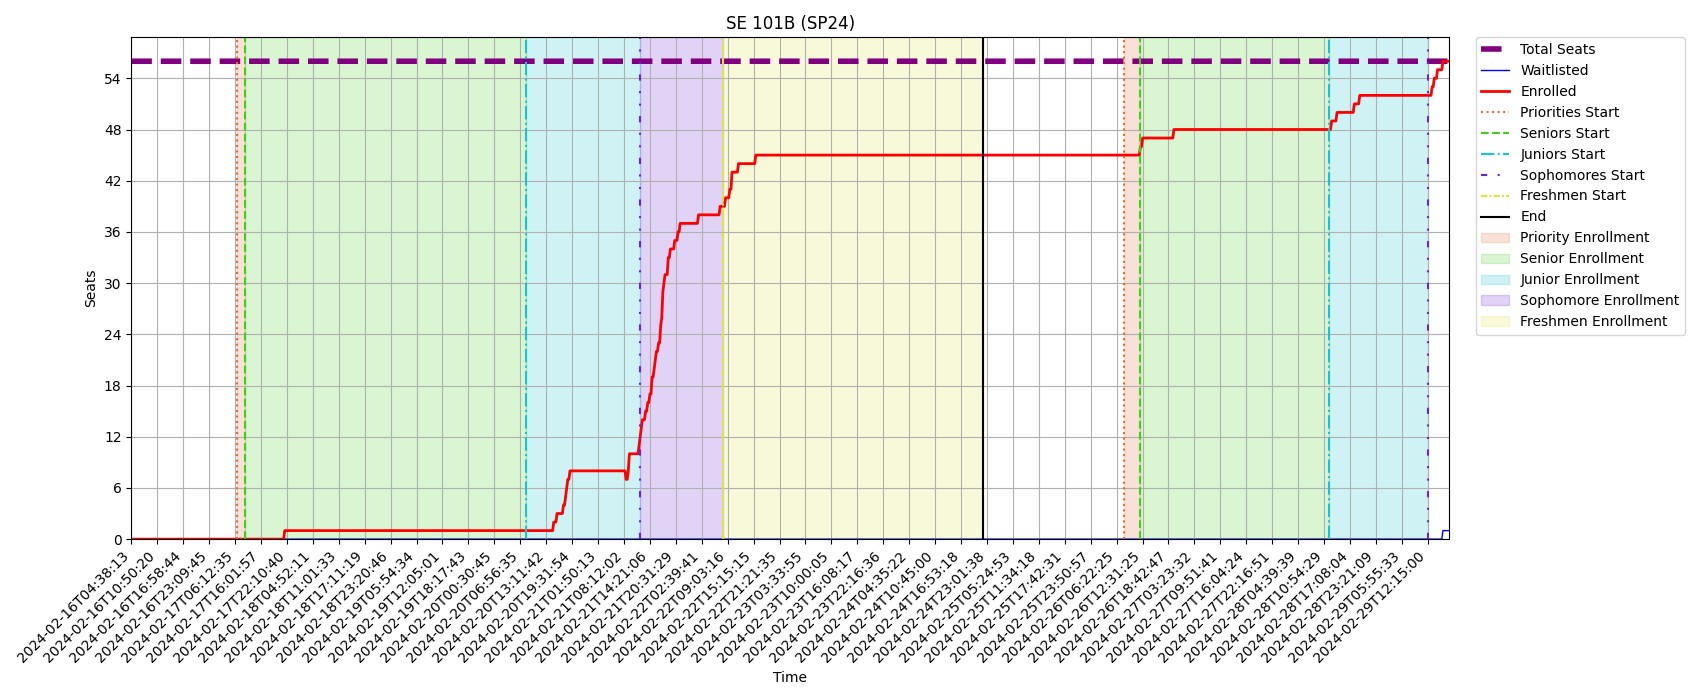 SE 101B (SP24)
Seats
54
48
42
36
30
24
18
12
6
0
2024-02-16T04:38:13
2024-02-16T10:50:20
2024-02-16T16:58:44
2024-02-16T23:09:45
2024-02-17T06:12:35
2024-02-17T16:01:57
2024-02-17T22:10:40
2024-02-18T04:52:11
2024-02-18T11:01:33
2024-02-18T17:11:19
2024-02-18T23:20:46
2024-02-19T05:54:34
2024-02-19T12:05:01
2024-02-19T18:17:43
2024-02-20T00:30:45
2024-02-20T06:56:35
2024-02-20T13:11:42
2024-02-20T19:31:54
2024-02-21T01:50:13
2024-02-21T08:12:02
2024-02-21T14:21:06
2024-02-21T20:31:29
2024-02-22T02:39:41
2024-02-22T09:03:16
2024-02-22T15:15:15
2024-02-22T21:21:35
2024-02-23T03:33:55
2024-02-23T10:00:05
2024-02-23T16:08:17
2024-02-23T22:16:36
2024-02-24T04:35:22
2024-02-24T10:45:00
2024-02-24T16:53:18
2024-02-24T23:01:38
2024-02-25T05:24:53
2024-02-25T11:34:18
2024-02-25T17:42:31
2024-02-25T23:50:57
2024-02-26T06:22:25
2024-02-26T12:31:25
2024-02-26T18:42:47
2024-02-27T03:23:32
2024-02-27T09:51:41
2024-02-27T16:04:24
2024-02-27T22:16:51
2024-02-28T04:39:39
2024-02-28T10:54:29
2024-02-28T17:08:04
2024-02-28T23:21:09
2024-02-29T05:55:33
2024-02-29T12:15:00
Time
Total Seats
Waitlisted
Enrolled
Priorities Start
Seniors Start
Juniors Start
Sophomores Start
Freshmen Start
End
Priority Enrollment
Senior Enrollment
Junior Enrollment
Sophomore Enrollment
Freshmen Enrollment